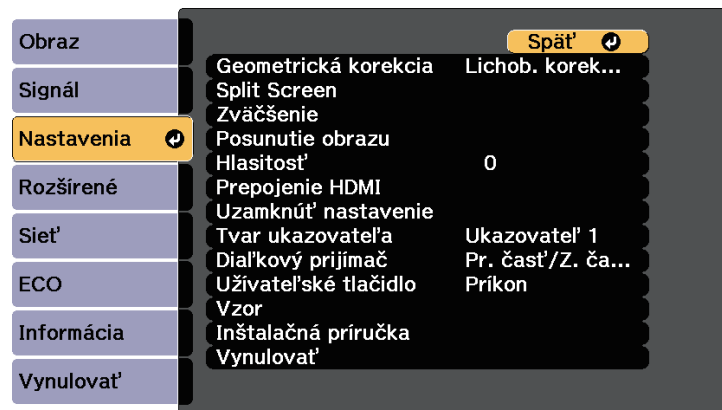 Obraz
Signál
Nastavenia
Rozšírené
Sieť
ECO
Informácia
Vynulovať
Späť
Geometrická korekcia Lichob. korek...
Split Screen
Zväčšenie
Posunutie obrazu
Hlasitosť 0
Prepojenie HDMI
Uzamknúť nastavenie
Tvar ukazovateľa Ukazovateľ 1
Diaľkový prijímač Pr. časť/Z. ča...
Užívateľské tlačidlo Príkon
Vzor
Inštalačná príručka
Vynulovať